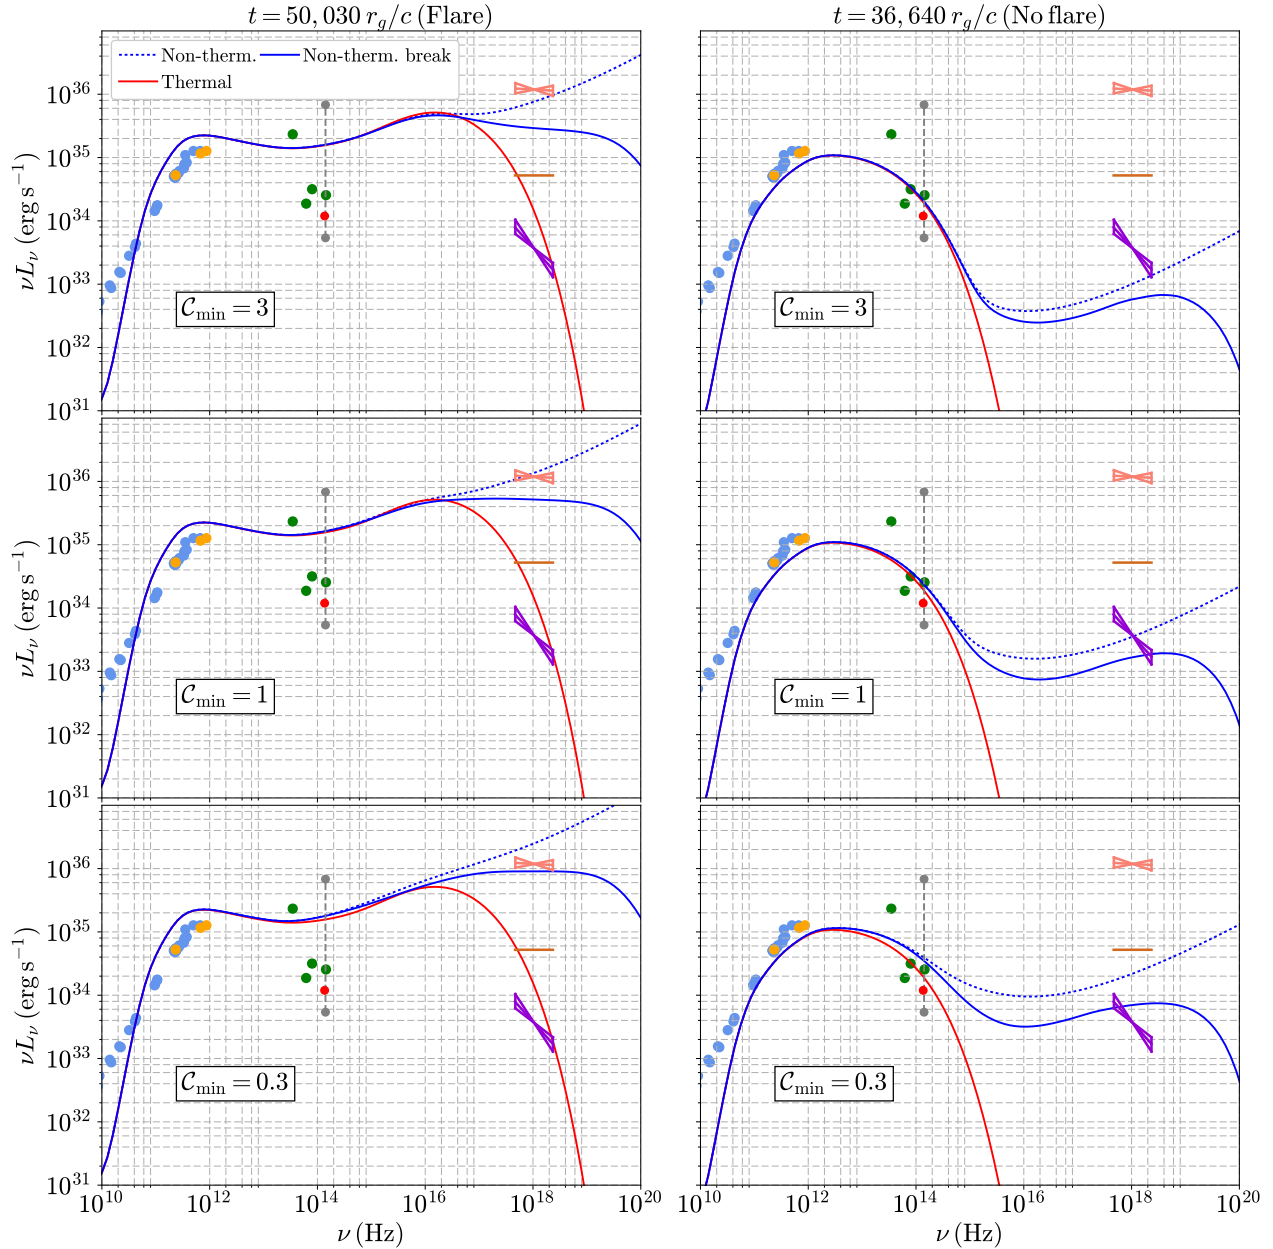 t = 50,030 r_g/c (Flare)
t = 36,640 r_g/c (No flare)
Non-therm.
Non-therm. break
Thermal
10^36
10^35
10^34
10^33
10^32
10^31
νL_ν (erg s^−1)
C_min = 3
C_min = 3
10^36
10^35
10^34
10^33
10^32
10^31
νL_ν (erg s^−1)
C_min = 1
C_min = 1
10^36
10^35
10^34
10^33
10^32
10^31
νL_ν (erg s^−1)
C_min = 0.3
C_min = 0.3
10^10 10^12 10^14 10^16 10^18 10^20
10^10 10^12 10^14 10^16 10^18 10^20
ν (Hz)
ν (Hz)